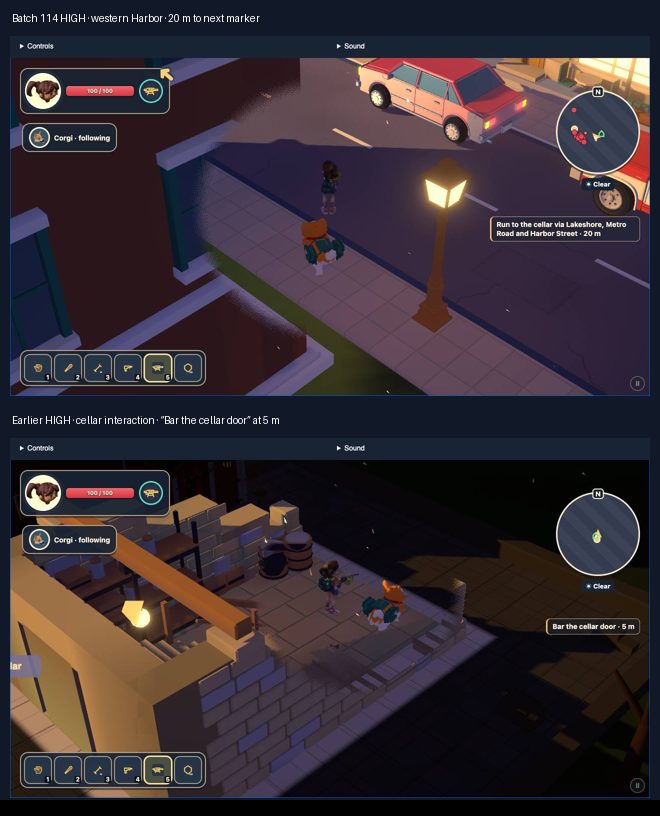 Batch 114 HIGH · western Harbor · 20 m to next marker
▸ Controls
▸ Sound
100 / 100
N
Corgi · following
Clear
Run to the cellar via Lakeshore, Metro
Road and Harbor Street · 20 m
1 2 3 4 5
Earlier HIGH · cellar interaction · “Bar the cellar door” at 5 m
▸ Controls
▸ Sound
100 / 100
N
Corgi · following
Clear
Bar the cellar door · 5 m
lar
1 2 3 4 5